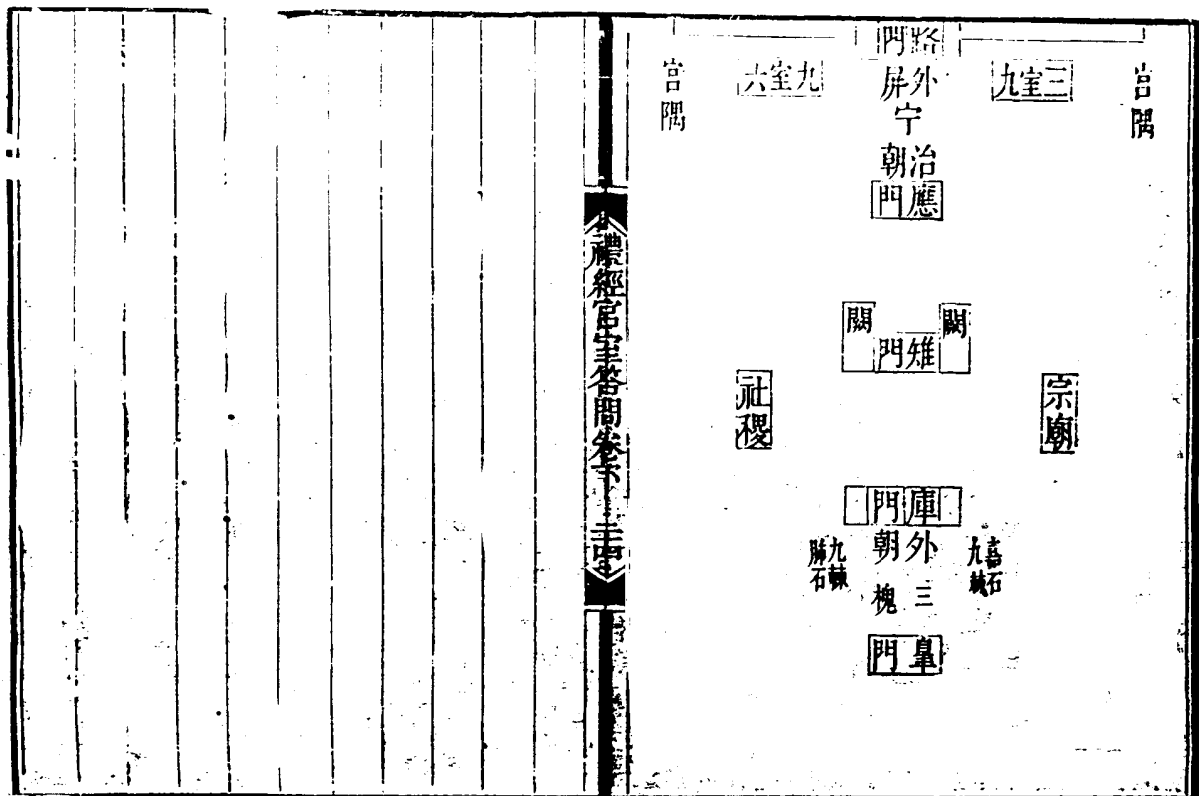 路門
宮隅
三室九
外屏
九室六
宮隅
宁
治朝
應門
闕
雉門
闕
宗廟
社稷
庫門
外朝
嘉石
九棘
九棘
肺石
三槐
皐門
禮經宮室答問卷下